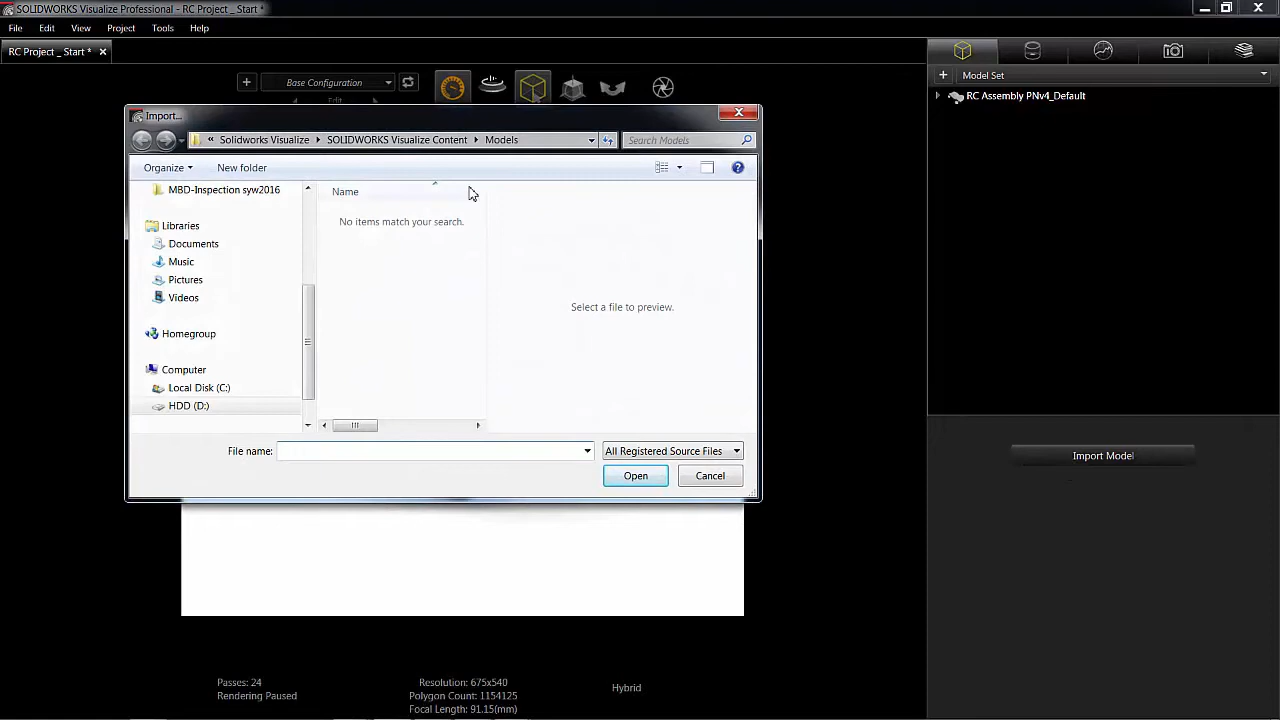 SOLIDWORKS Visualize Professional - RC Project _ Start *
File Edit View Project Tools Help
RC Project _ Start *
Base Configuration
Edit
Model Set
RC Assembly PNv4_Default
Import...
« Solidworks Visualize SOLIDWORKS Visualize Content Models
Search Models
Organize New folder
MBD-Inspection syw2016
Libraries
Documents
Music
Pictures
Videos
Homegroup
Computer
Local Disk (C:)
HDD (D:)
Name
No items match your search.
Select a file to preview.
File name:
All Registered Source Files
Open Cancel
Import Model
Passes: 24
Rendering Paused
Resolution: 675x540
Polygon Count: 1154125
Focal Length: 91.15(mm)
Hybrid